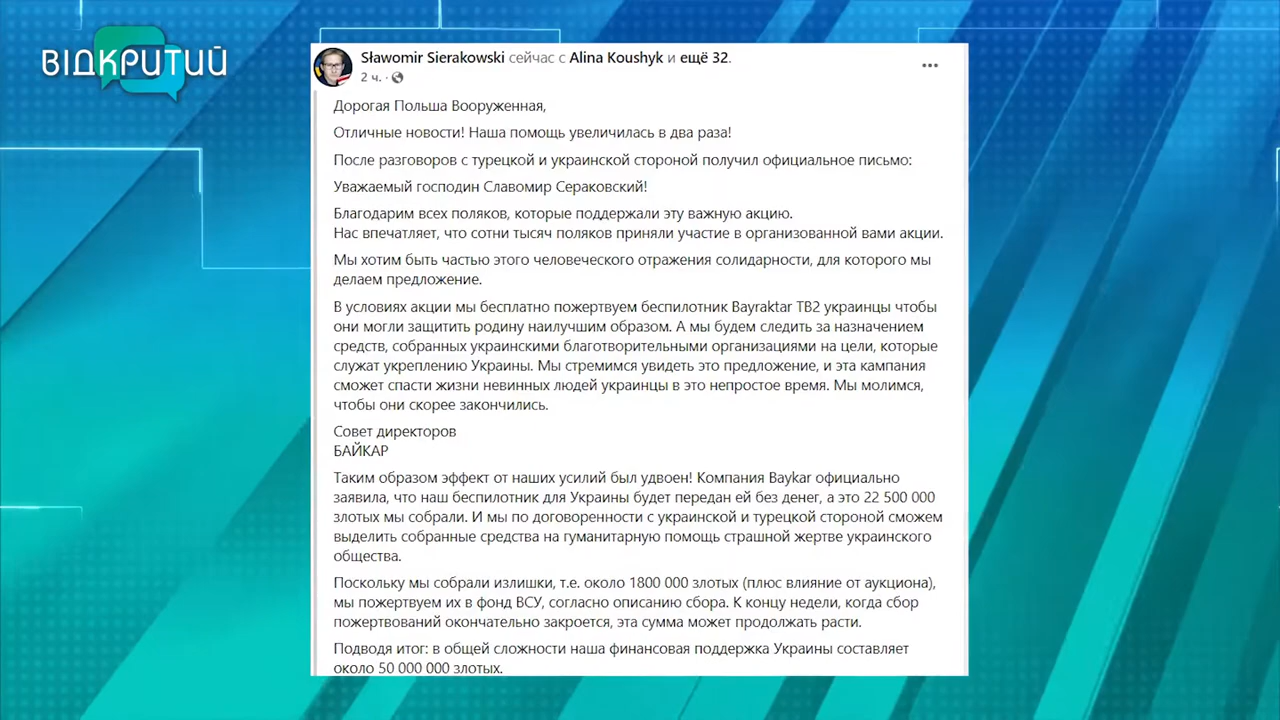 ВІДКРИТИЙ
Sławomir Sierakowski сейчас с Alina Koushyk и ещё 32.
2 ч. ·
Дорогая Польша Вооруженная,
Отличные новости! Наша помощь увеличилась в два раза!
После разговоров с турецкой и украинской стороной получил официальное письмо:
Уважаемый господин Славомир Сераковский!
Благодарим всех поляков, которые поддержали эту важную акцию.
Нас впечатляет, что сотни тысяч поляков приняли участие в организованной вами акции.
Мы хотим быть частью этого человеческого отражения солидарности, для которого мы
делаем предложение.
В условиях акции мы бесплатно пожертвуем беспилотник Bayraktar TB2 украинцы чтобы
они могли защитить родину наилучшим образом. А мы будем следить за назначением
средств, собранных украинскими благотворительными организациями на цели, которые
служат укреплению Украины. Мы стремимся увидеть это предложение, и эта кампания
сможет спасти жизни невинных людей украинцы в это непростое время. Мы молимся,
чтобы они скорее закончились.
Совет директоров
БАЙКАР
Таким образом эффект от наших усилий был удвоен! Компания Baykar официально
заявила, что наш беспилотник для Украины будет передан ей без денег, а это 22 500 000
злотых мы собрали. И мы по договоренности с украинской и турецкой стороной сможем
выделить собранные средства на гуманитарную помощь страшной жертве украинского
общества.
Поскольку мы собрали излишки, т.е. около 1800 000 злотых (плюс влияние от аукциона),
мы пожертвуем их в фонд ВСУ, согласно описанию сбора. К концу недели, когда сбор
пожертвований окончательно закроется, эта сумма может продолжать расти.
Подводя итог: в общей сложности наша финансовая поддержка Украины составляет
около 50 000 000 злотых.